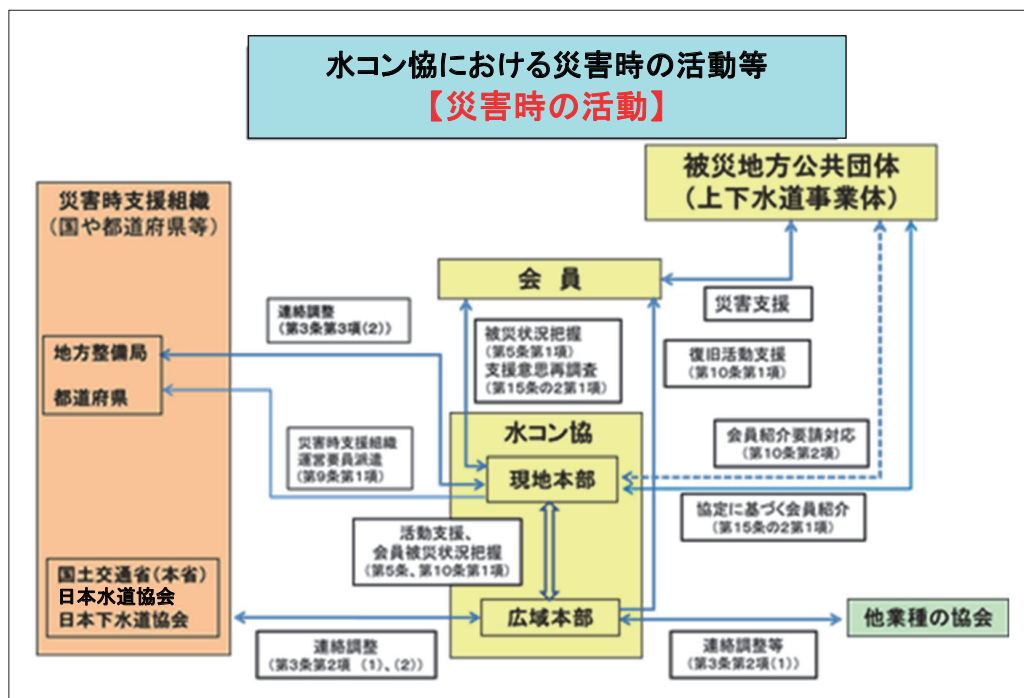 水コン協における災害時の活動等
【災害時の活動】
被災地方公共団体
(上下水道事業体)
災害時支援組織
(国や都道府県等)
会 員
災害支援
連絡調整
(第3条第3項(2))
被災状況把握
(第5条第1項)
支援意思再調査
(第15条の2第1項)
復旧活動支援
(第10条第1項)
地方整備局
都道府県
水コン協
会員紹介要請対応
(第10条第2項)
災害時支援組織
運営要員派遣
(第9条第1項)
現地本部
協定に基づく会員紹介
(第15条の2第1項)
活動支援、
会員被災状況把握
(第5条、第10条第1項)
国土交通省(本省)
日本水道協会
日本下水道協会
広域本部
他業種の協会
連絡調整
(第3条第2項 (1)、(2))
連絡調整等
(第3条第2項(1))